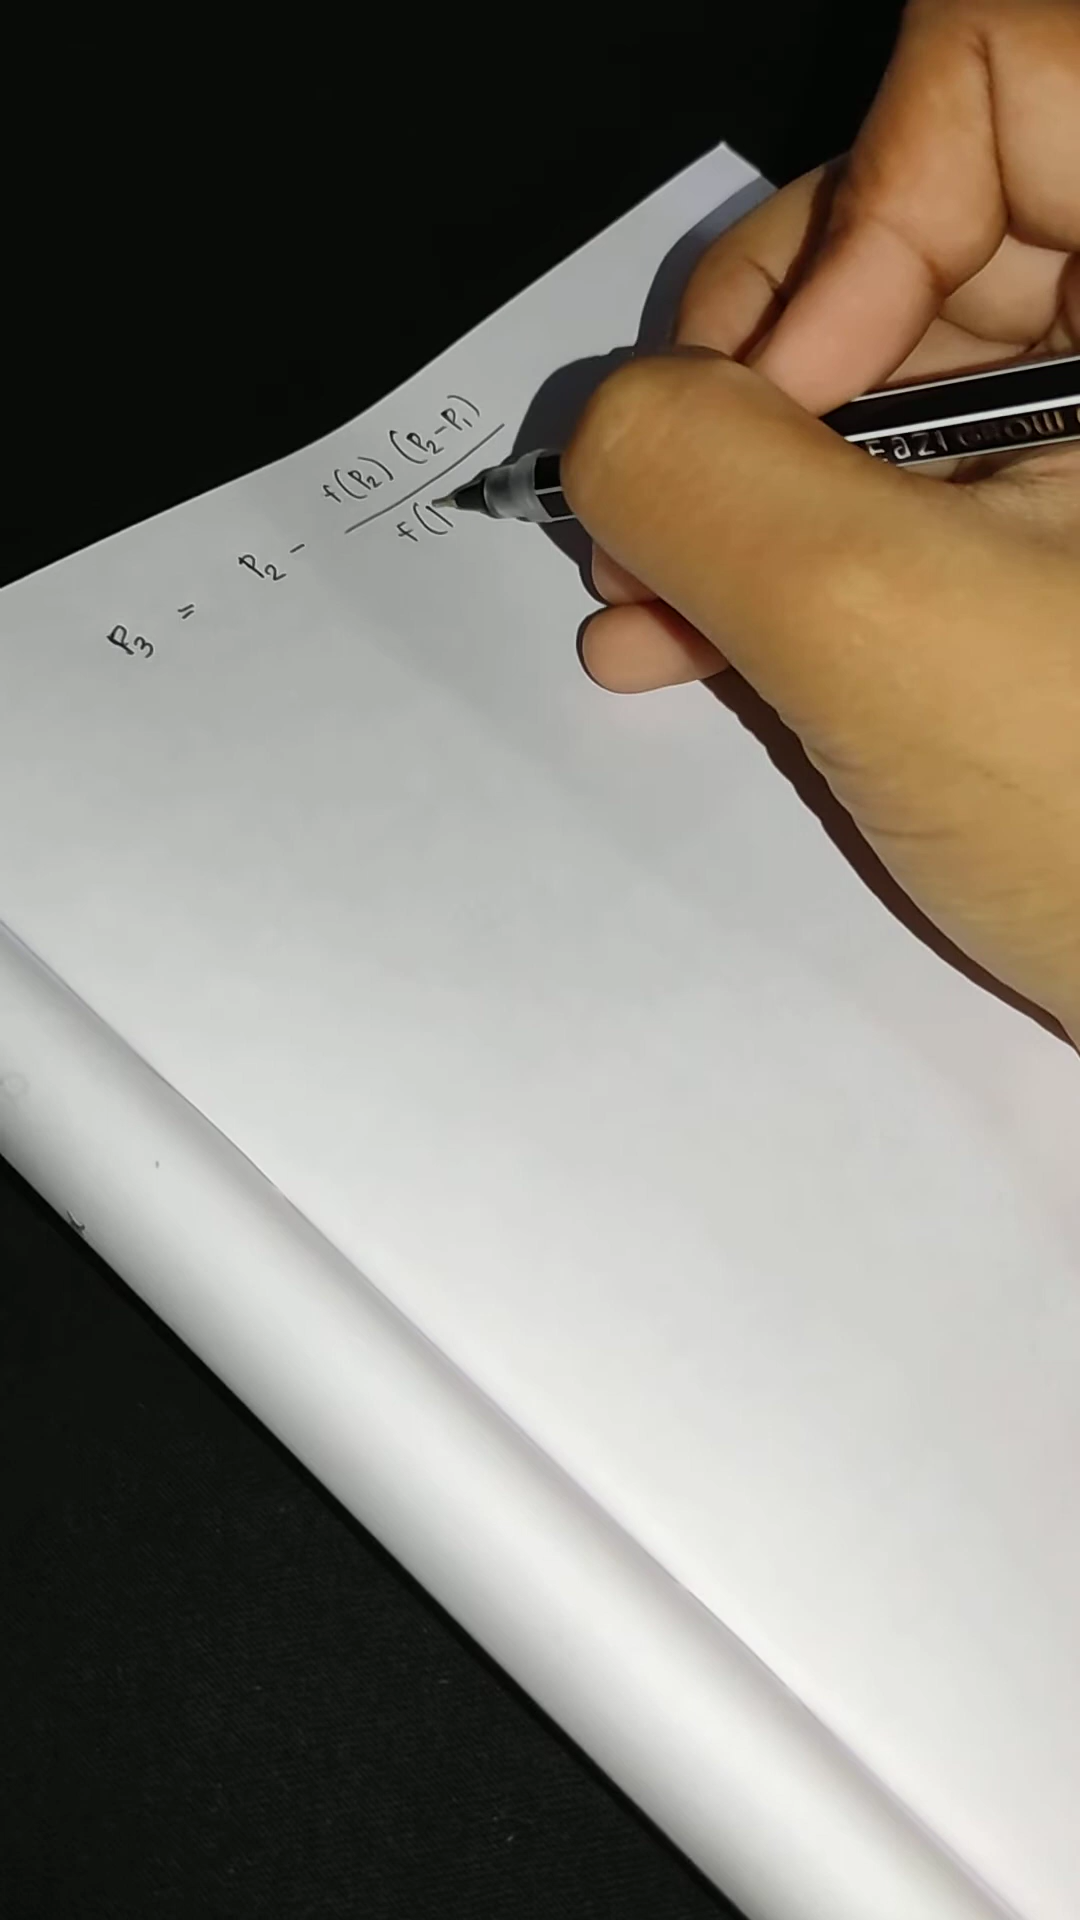 P₃ = P₂ - f(P₂) (P₂-P₁)
f(
Eazi GROW